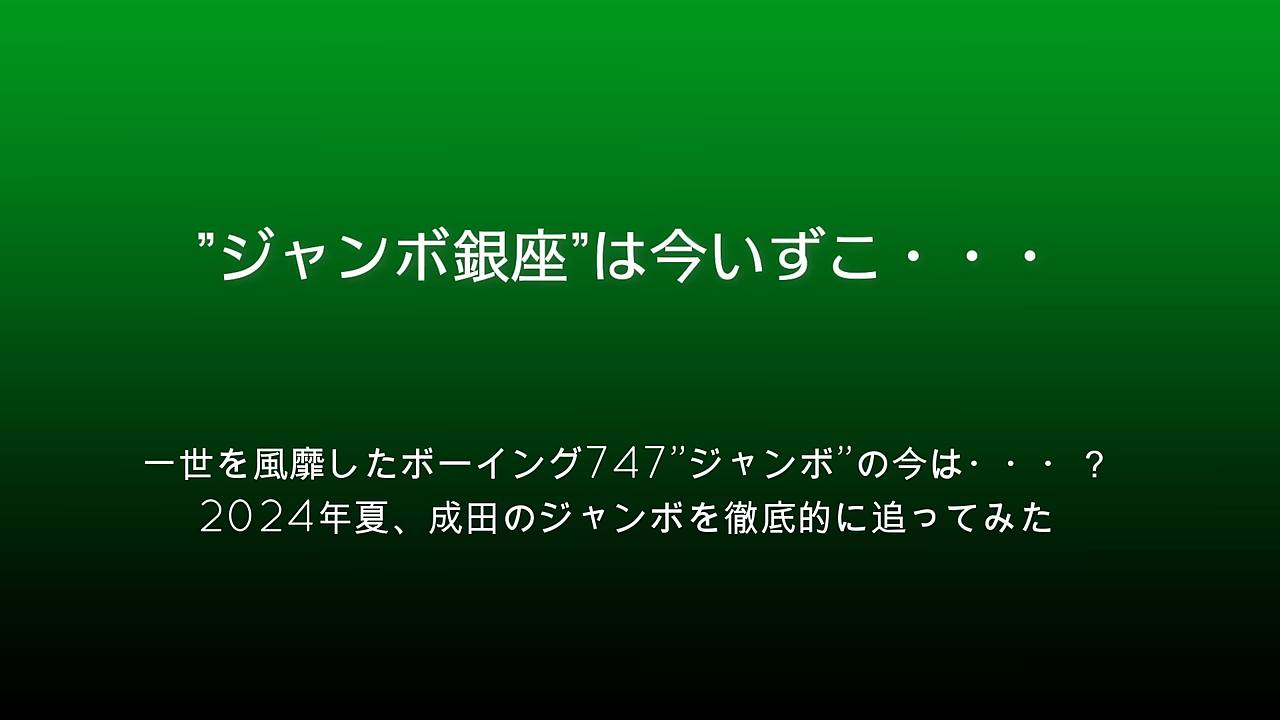 ”ジャンボ銀座”は今いずこ・・・
一世を風靡したボーイング747”ジャンボ”の今は・・・？
2024年夏、成田のジャンボを徹底的に追ってみた